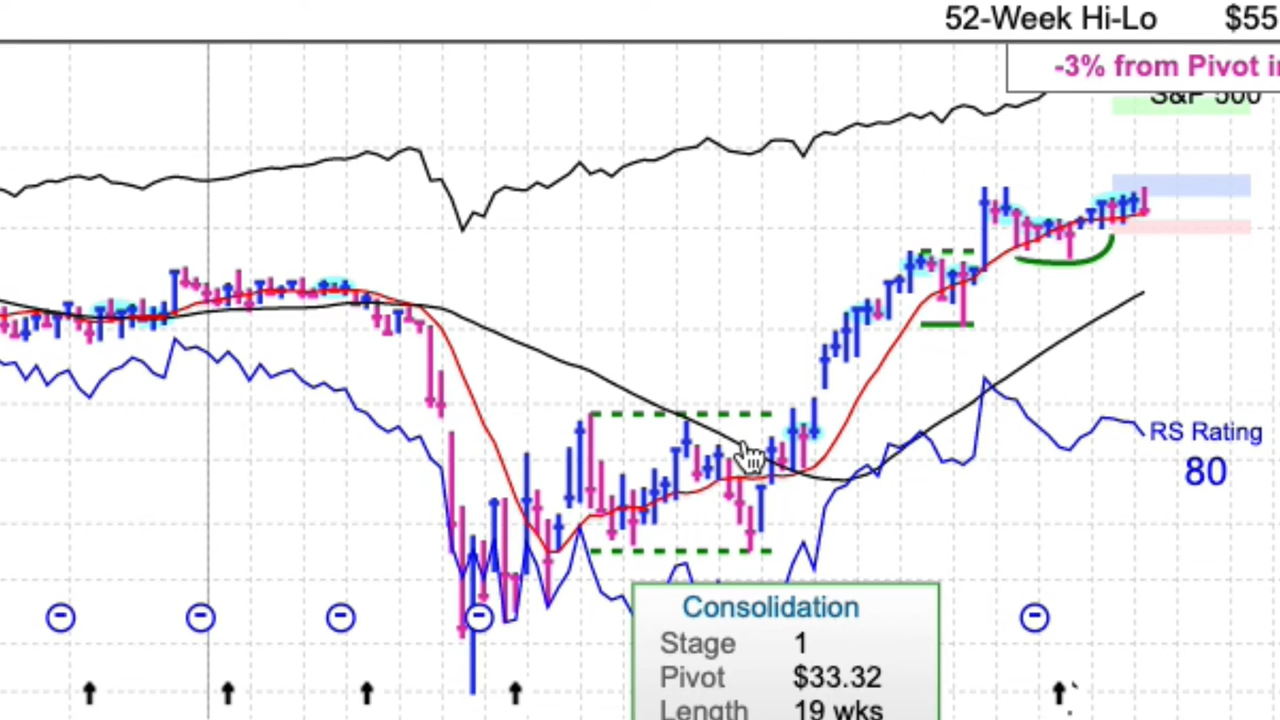 52-Week Hi-Lo $55
-3% from Pivot i
S&P 500
RS Rating
80
Consolidation
Stage 1
Pivot $33.32
Length 19 wks